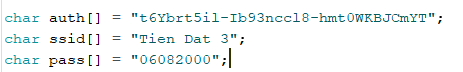 char auth[] = "t6Ybrt5il-Ib93nccl8-hmt0WKBJCmYT";
char ssid[] = "Tien Dat 3";
char pass[] = "06082000";